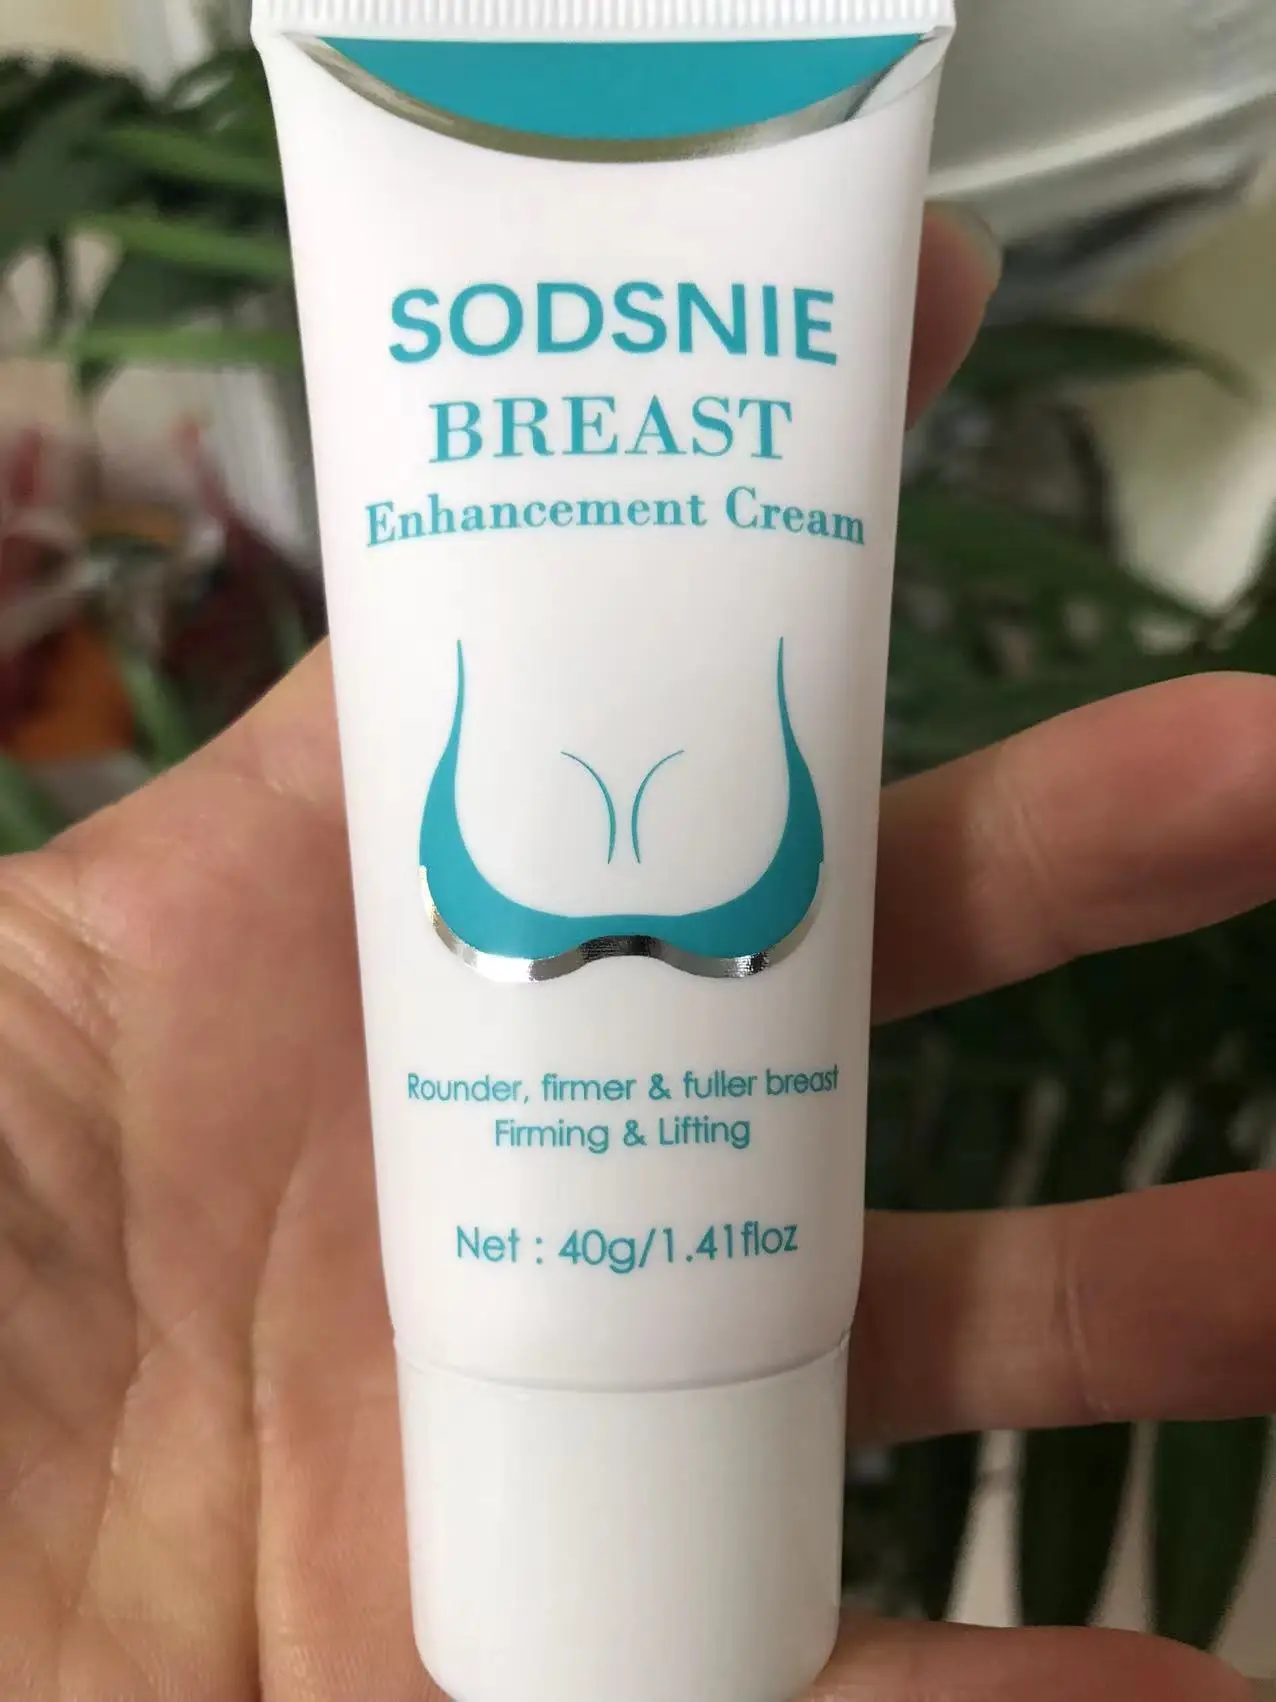 SODSNIE
BREAST
Enhancement Cream
Rounder, firmer & fuller breast
Firming & Lifting
Net : 40g/1.41floz